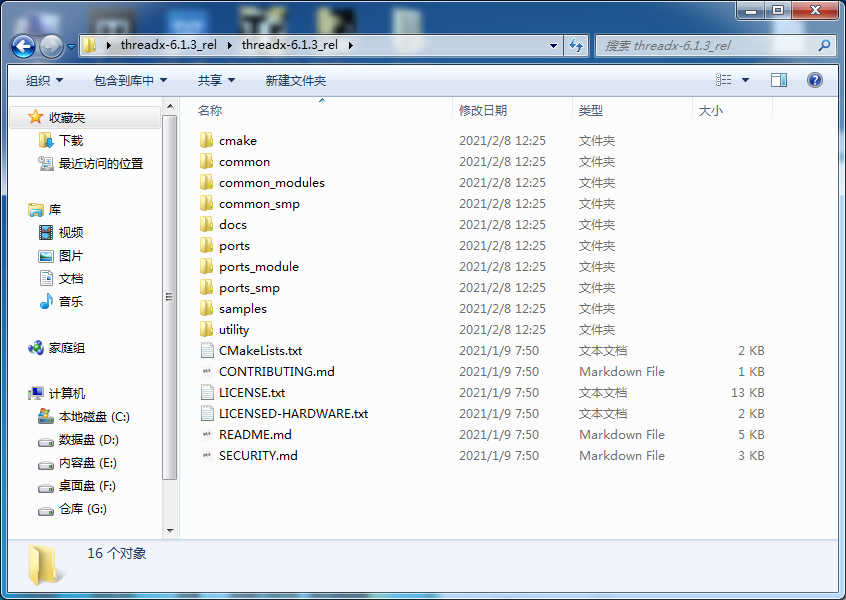 threadx-6.1.3_rel threadx-6.1.3_rel 搜索 threadx-6.1.3_rel
组织 包含到库中 共享 新建文件夹
名称 修改日期 类型 大小
收藏夹
下载
最近访问的位置
库
视频
图片
文档
音乐
家庭组
计算机
本地磁盘 (C:)
数据盘 (D:)
内容盘 (E:)
桌面盘 (F:)
仓库 (G:)
cmake 2021/2/8 12:25 文件夹
common 2021/2/8 12:25 文件夹
common_modules 2021/2/8 12:25 文件夹
common_smp 2021/2/8 12:25 文件夹
docs 2021/2/8 12:25 文件夹
ports 2021/2/8 12:25 文件夹
ports_module 2021/2/8 12:25 文件夹
ports_smp 2021/2/8 12:25 文件夹
samples 2021/2/8 12:25 文件夹
utility 2021/2/8 12:25 文件夹
CMakeLists.txt 2021/1/9 7:50 文本文档 2 KB
CONTRIBUTING.md 2021/1/9 7:50 Markdown File 1 KB
LICENSE.txt 2021/1/9 7:50 文本文档 13 KB
LICENSED-HARDWARE.txt 2021/1/9 7:50 文本文档 2 KB
README.md 2021/1/9 7:50 Markdown File 5 KB
SECURITY.md 2021/1/9 7:50 Markdown File 3 KB
16 个对象